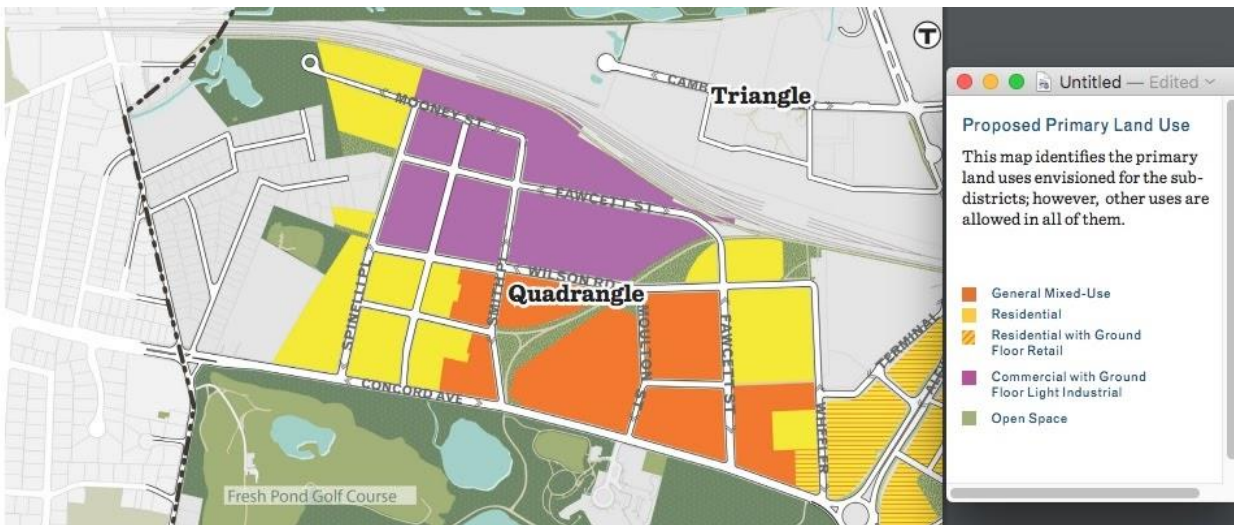 T
CAMB
Triangle
MOONEY ST
FAWCETT ST
WILSON RD
Quadrangle
SPINELLI PL
SMITH PL
MOULTON ST
FAWCETT ST
CONCORD AVE
WHEELER
TERMINAL
Fresh Pond Golf Course
Untitled — Edited
Proposed Primary Land Use
This map identifies the primary
land uses envisioned for the sub-
districts; however, other uses are
allowed in all of them.
General Mixed-Use
Residential
Residential with Ground
Floor Retail
Commercial with Ground
Floor Light Industrial
Open Space